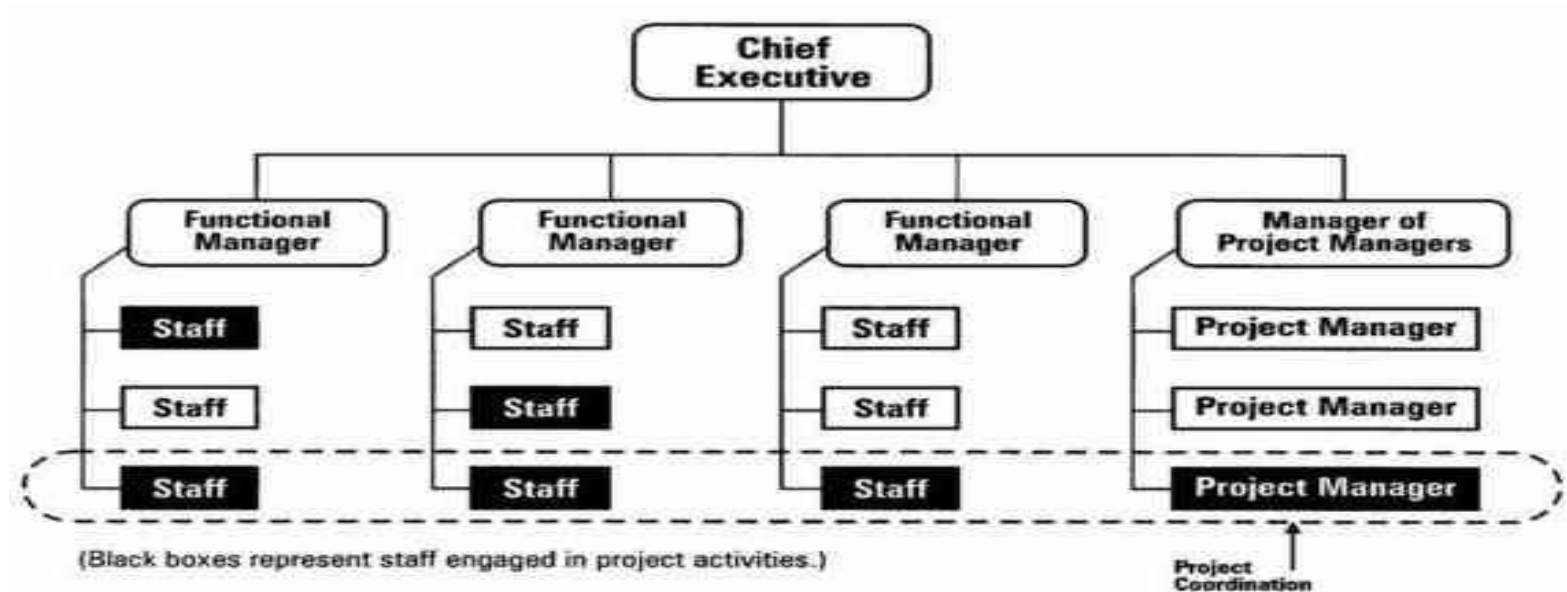 Chief
Executive
Functional
Manager
Functional
Manager
Functional
Manager
Manager of
Project Managers
Staff
Staff
Staff
Project Manager
Staff
Staff
Staff
Project Manager
Staff
Staff
Staff
Project Manager
(Black boxes represent staff engaged in project activities.)
Project
Coordination